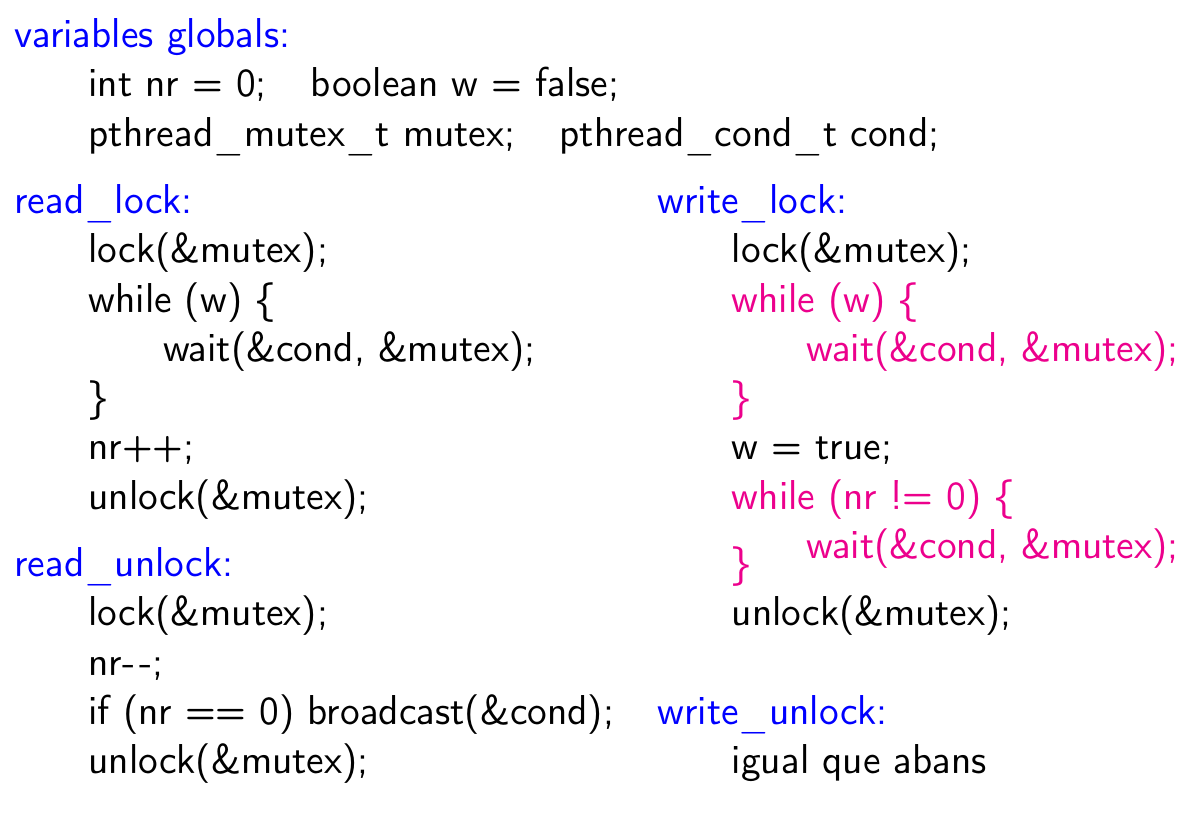 variables globals:
int nr = 0; boolean w = false;
pthread_mutex_t mutex; pthread_cond_t cond;
read_lock:
lock(&mutex);
while (w) {
wait(&cond, &mutex);
}
nr++;
unlock(&mutex);
read_unlock:
lock(&mutex);
nr--;
if (nr == 0) broadcast(&cond);
unlock(&mutex);
write_lock:
lock(&mutex);
while (w) {
wait(&cond, &mutex);
}
w = true;
while (nr != 0) {
wait(&cond, &mutex);
}
unlock(&mutex);
write_unlock:
igual que abans